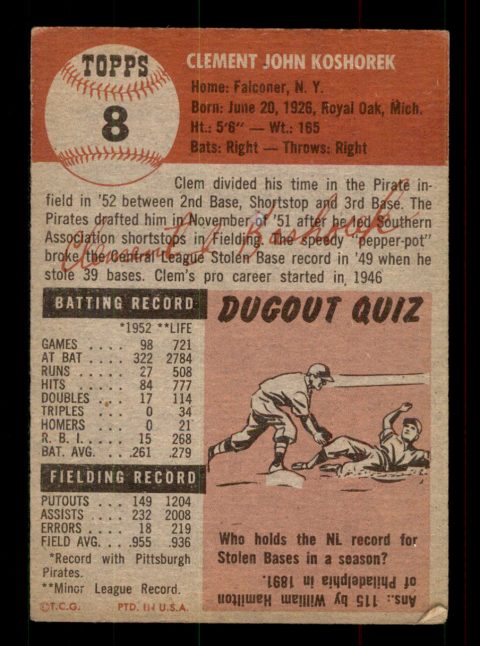 TOPPS
8
CLEMENT JOHN KOSHOREK
Home: Falconer, N. Y.
Born: June 20, 1926, Royal Oak, Mich.
Ht.: 5'6" — Wt.: 165
Bats: Right — Throws: Right
Clem divided his time in the Pirate in-
field in '52 between 2nd Base, Shortstop and 3rd Base. The
Pirates drafted him in November of '51 after he led Southern
Association shortstops in Fielding. The speedy "pepper-pot"
broke the Central League Stolen Base record in '49 when he
stole 39 bases. Clem's pro career started in 1946
Clement J. Koshorek
BATTING RECORD
*1952 **LIFE
GAMES .... 98 721
AT BAT .... 322 2784
RUNS .... 27 508
HITS .... 84 777
DOUBLES .... 17 114
TRIPLES .... 0 34
HOMERS .... 0 21
R. B. I. .... 15 268
BAT. AVG. .. .261 .279
FIELDING RECORD
PUTOUTS .... 149 1204
ASSISTS .... 232 2008
ERRORS .... 18 219
FIELD AVG. ... .955 .936
*Record with Pittsburgh
Pirates.
**Minor League Record.
©T.C.G. PTD. IN U.S.A.
DUGOUT QUIZ
Who holds the NL record for
Stolen Bases in a season?
Ans.: 115 by William Hamilton
of Philadelphia in 1891.